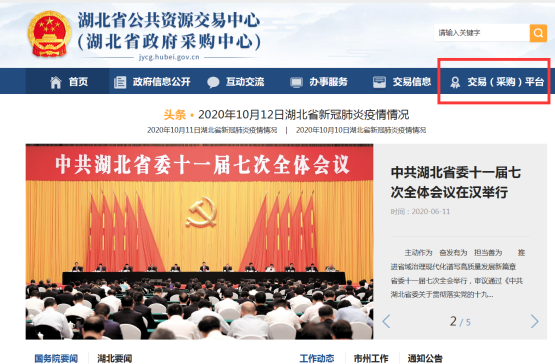 湖北省公共资源交易中心
(湖北省政府采购中心)
jycg.hubei.gov.cn
请输入关键字
首页 政府信息公开 互动交流 办事服务 交易信息 交易（采购）平台
头条 · 2020年10月12日湖北省新冠肺炎疫情情况
2020年10月11日湖北省新冠肺炎疫情情况 | 2020年10月10日湖北省新冠肺炎疫情情况
中共湖北省委十一届七次全体会议
中共湖北省委十一届七
次全体会议在汉举行
时间：2020-06-11
主动作为 奋发有为 担当善为 推
进省域治理现代化谱写高质量发展新篇章
省委十一届七次全会举行，审议通过《中共
湖北省委关于贯彻落实党的十九...
2 / 5
国务院要闻 湖北要闻 工作动态 市州工作 通知公告